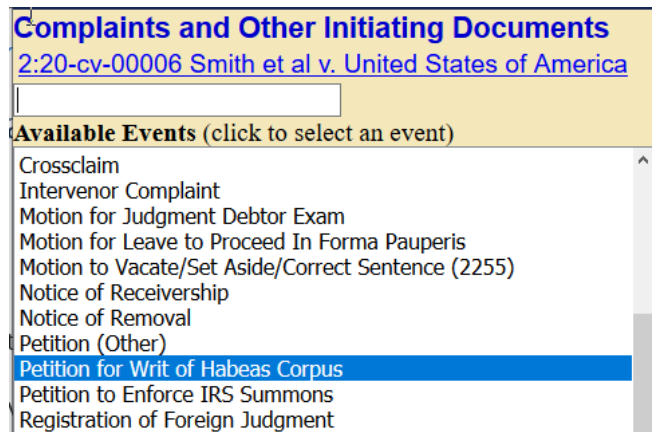 Complaints and Other Initiating Documents
2:20-cv-00006 Smith et al v. United States of America
Available Events (click to select an event)
Crossclaim
Intervenor Complaint
Motion for Judgment Debtor Exam
Motion for Leave to Proceed In Forma Pauperis
Motion to Vacate/Set Aside/Correct Sentence (2255)
Notice of Receivership
Notice of Removal
Petition (Other)
Petition for Writ of Habeas Corpus
Petition to Enforce IRS Summons
Registration of Foreign Judgment